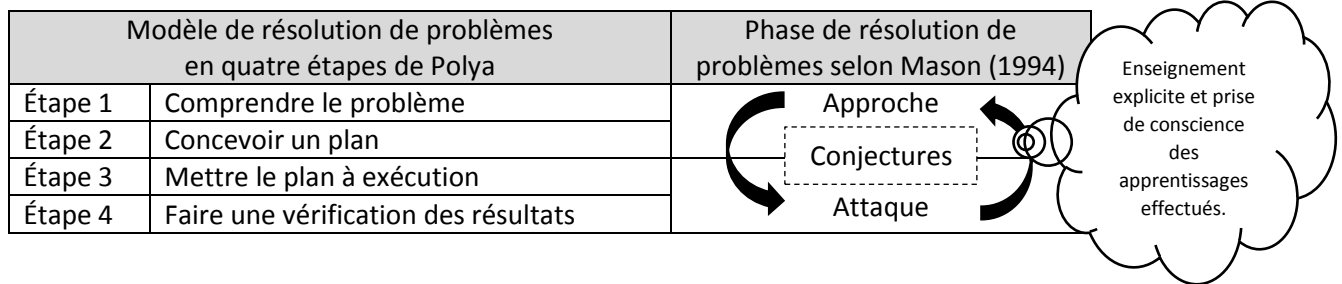 Modèle de résolution de problèmes
en quatre étapes de Polya
Phase de résolution de
problèmes selon Mason (1994)
Étape 1 Comprendre le problème
Étape 2 Concevoir un plan
Étape 3 Mettre le plan à exécution
Étape 4 Faire une vérification des résultats
Approche
Conjectures
Attaque
Enseignement
explicite et prise
de conscience
des
apprentissages
effectués.